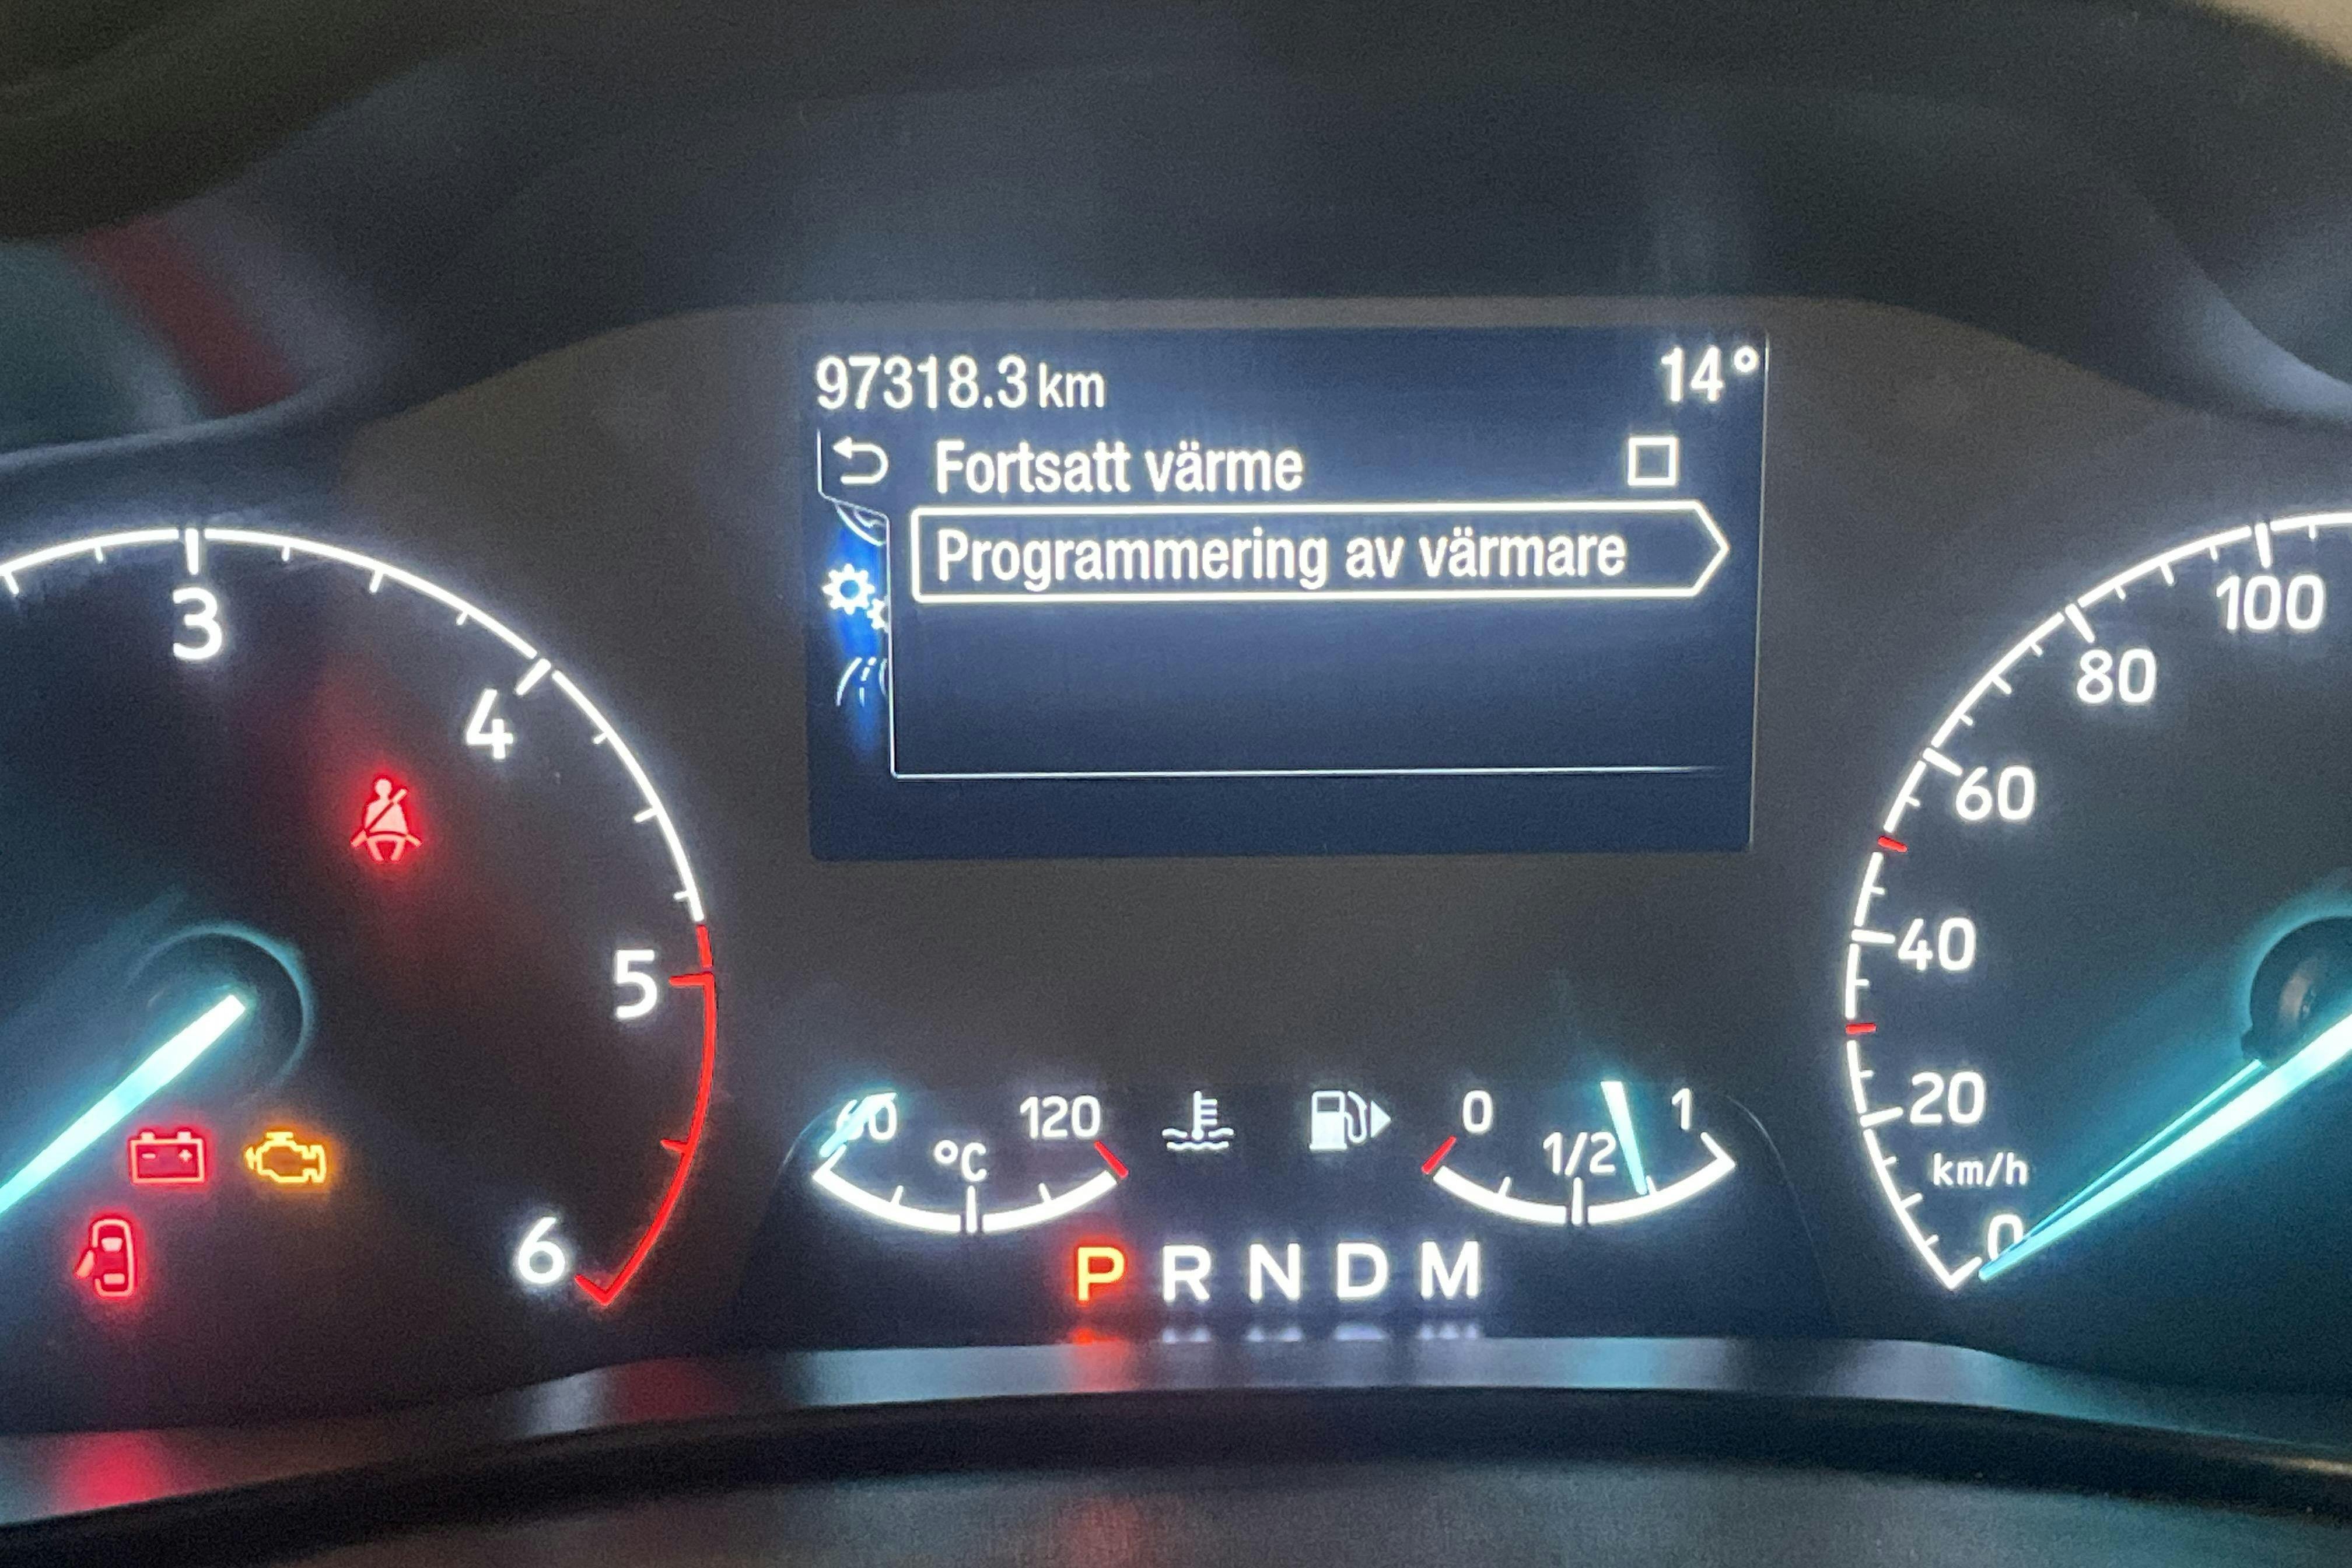 97318.3 km 14°
Fortsatt värme
Programmering av värmare
3
4
5
6
60 120
°C
0 1/2 1
P R N D M
100
80
60
40
20
km/h
0